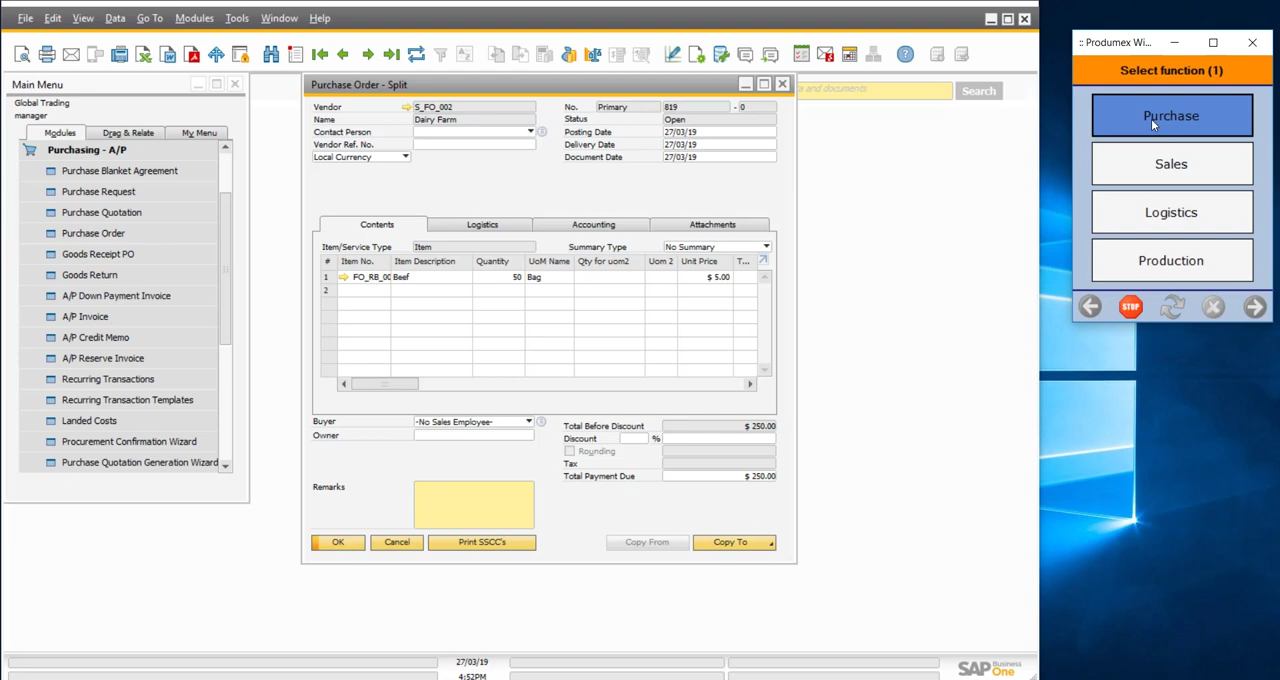 File Edit View Data Go To Modules Tools Window Help
Main Menu
Global Trading
manager
Modules Drag & Relate My Menu
Purchasing - A/P
Purchase Blanket Agreement
Purchase Request
Purchase Quotation
Purchase Order
Goods Receipt PO
Goods Return
A/P Down Payment Invoice
A/P Invoice
A/P Credit Memo
A/P Reserve Invoice
Recurring Transactions
Recurring Transaction Templates
Landed Costs
Procurement Confirmation Wizard
Purchase Quotation Generation Wizard
Purchase Order - Split
Vendor S_FO_002
Name Dairy Farm
Contact Person
Vendor Ref. No.
Local Currency
No. Primary 819 - 0
Status Open
Posting Date 27/03/19
Delivery Date 27/03/19
Document Date 27/03/19
Contents Logistics Accounting Attachments
Item/Service Type Item Summary Type No Summary
# Item No. Item Description Quantity UoM Name Qty for uom2 Uom 2 Unit Price T...
1 FO_RB_00 Beef 50 Bag $ 5.00
2
Buyer -No Sales Employee-
Owner
Total Before Discount $ 250.00
Discount %
Rounding
Tax
Total Payment Due $ 250.00
Remarks
OK Cancel Print SSCC's Copy From Copy To
and documents Search
27/03/19
4:52PM
SAP Business One
:: Produmex Wi...
Select function (1)
Purchase
Sales
Logistics
Production
STOP